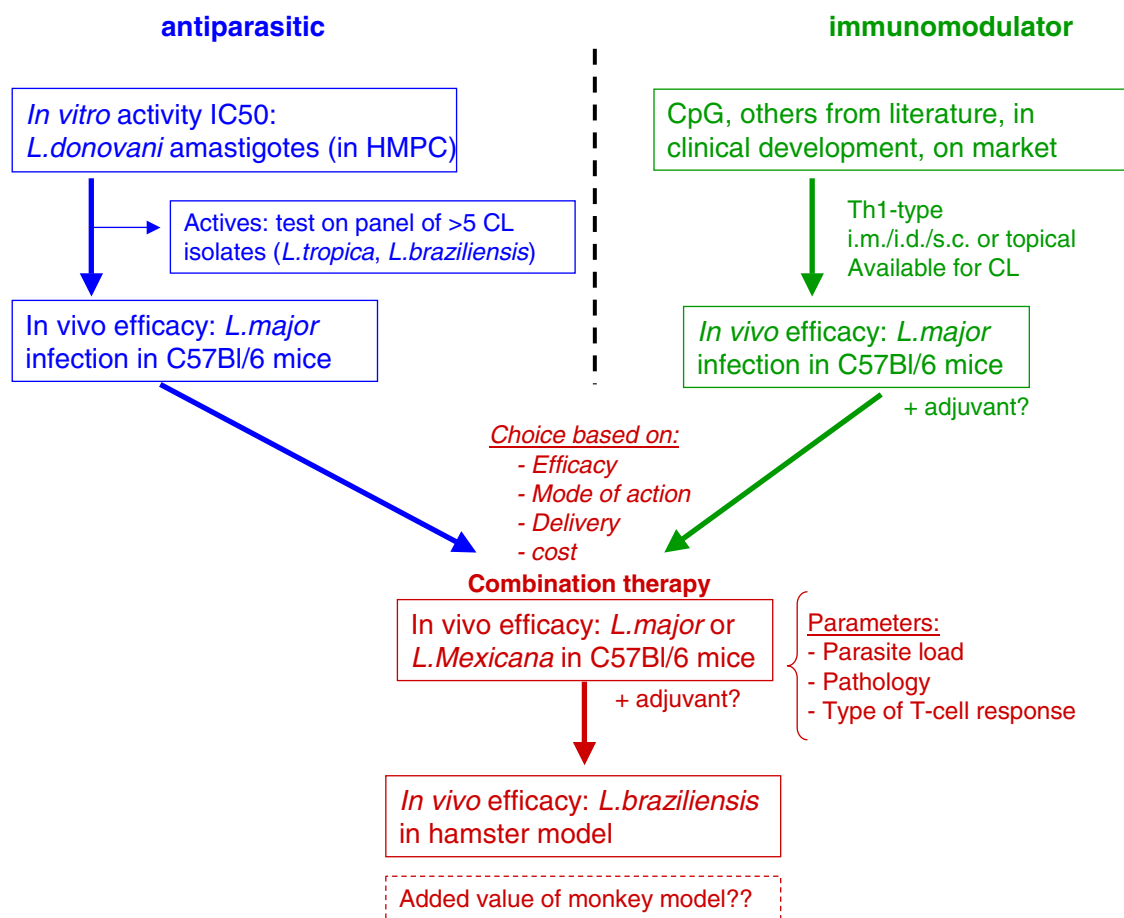 antiparasitic
immunomodulator
In vitro activity IC50:
L.donovani amastigotes (in HMPC)
Actives: test on panel of >5 CL
isolates (L.tropica, L.braziliensis)
In vivo efficacy: L.major
infection in C57Bl/6 mice
CpG, others from literature, in
clinical development, on market
Th1-type
i.m./i.d./s.c. or topical
Available for CL
In vivo efficacy: L.major
infection in C57Bl/6 mice
+ adjuvant?
Choice based on:
- Efficacy
- Mode of action
- Delivery
- cost
Combination therapy
In vivo efficacy: L.major or
L.Mexicana in C57Bl/6 mice
+ adjuvant?
Parameters:
- Parasite load
- Pathology
- Type of T-cell response
In vivo efficacy: L.braziliensis
in hamster model
Added value of monkey model??